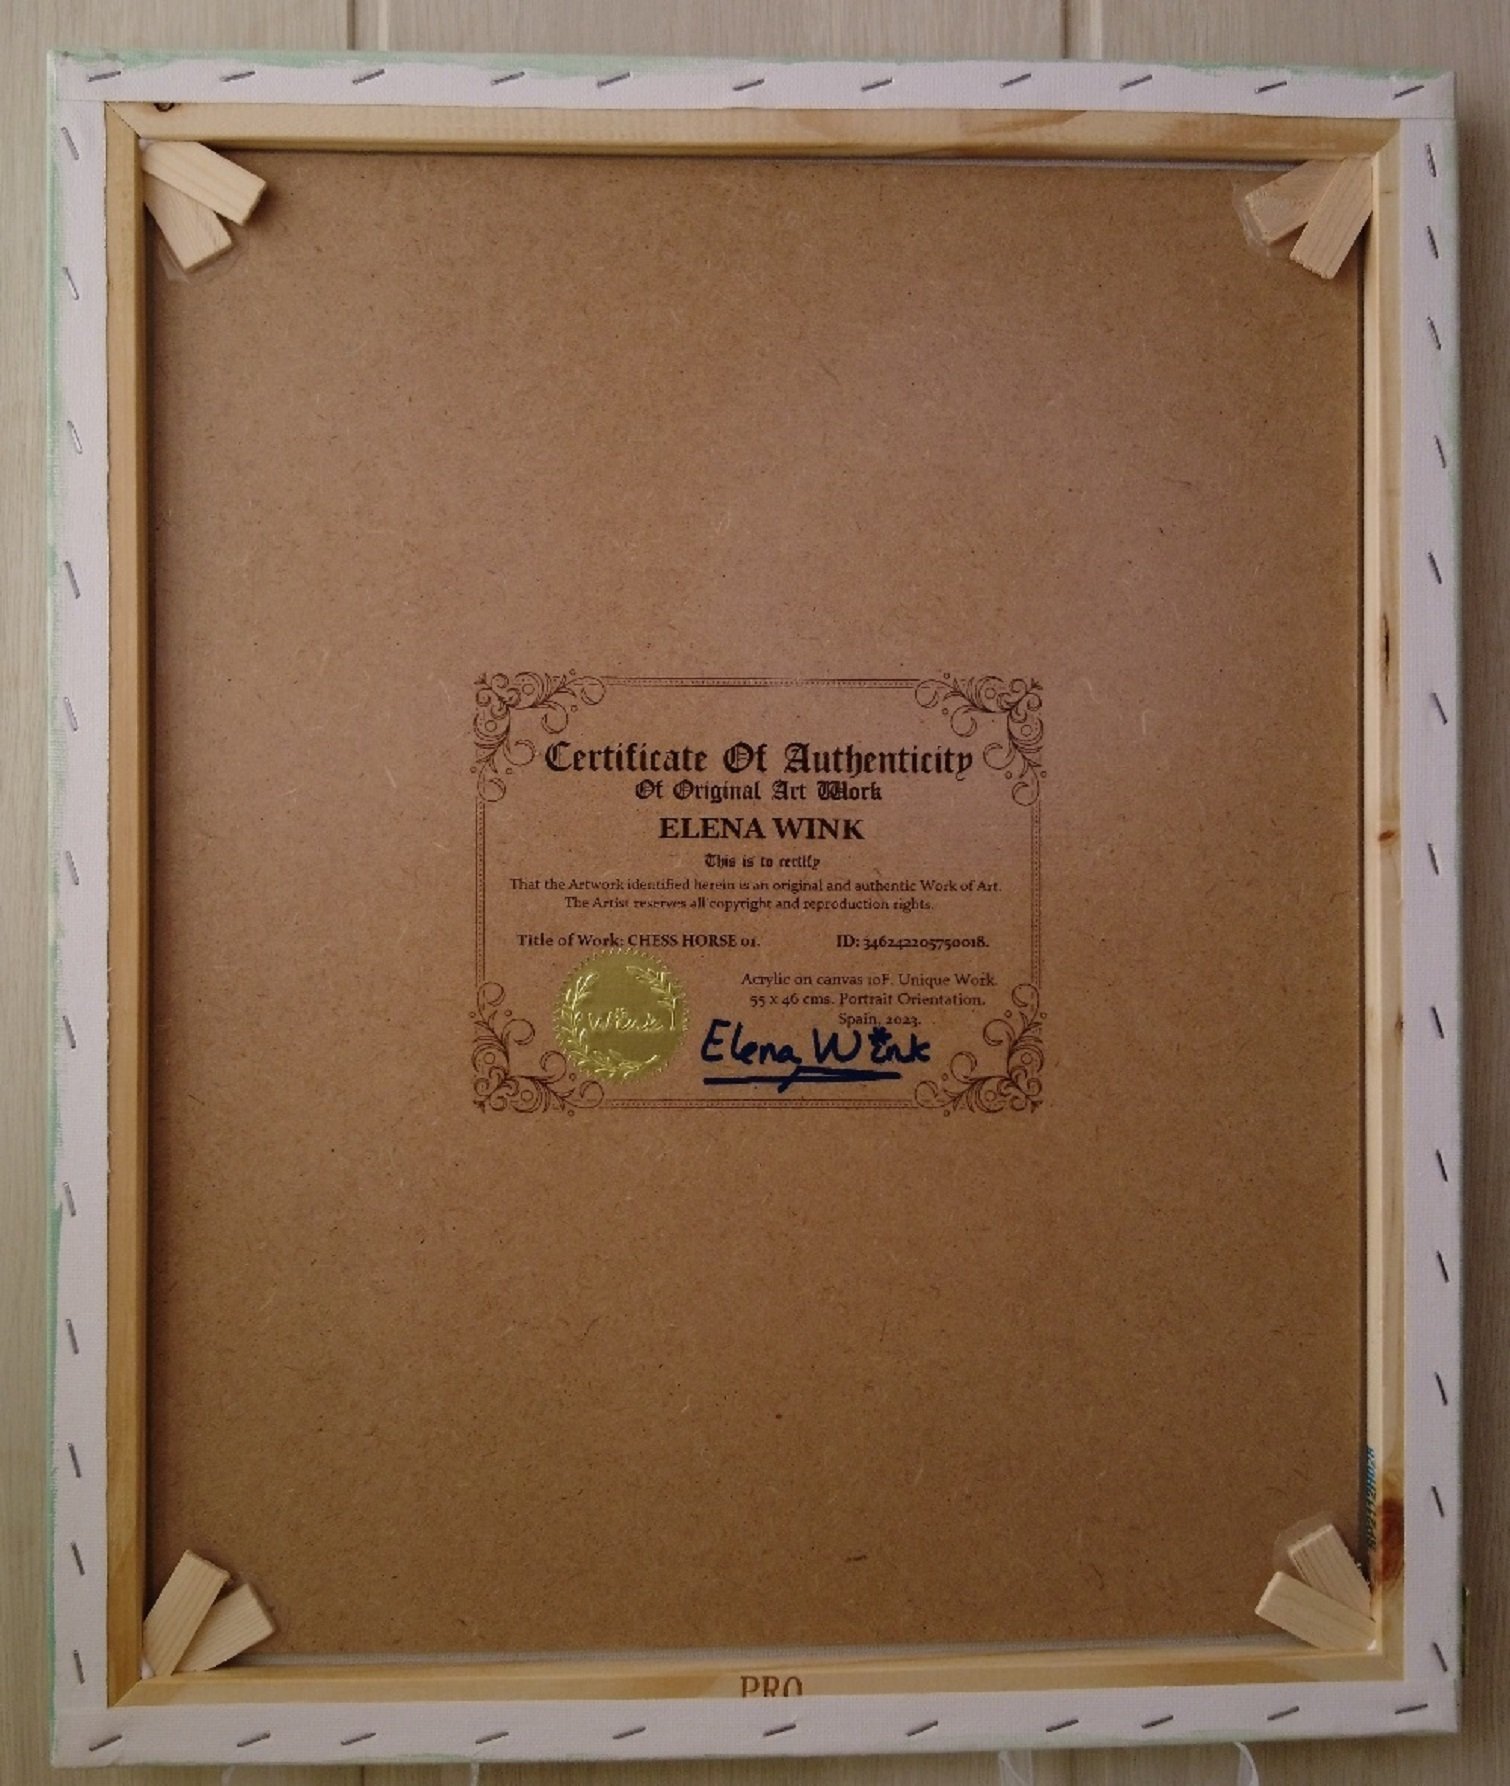 Certificate Of Authenticity
Of Original Art Work
ELENA WINK
This is to certify
That the Artwork identified herein is an original and authentic Work of Art.
The Artist reserves all copyright and reproduction rights.
Title of Work: CHESS HORSE 01. ID: 346242205750018.
Acrylic on canvas 10F. Unique Work.
55 x 46 cms. Portrait Orientation.
Spain, 2023.
Wink
Elena Wink
PRO